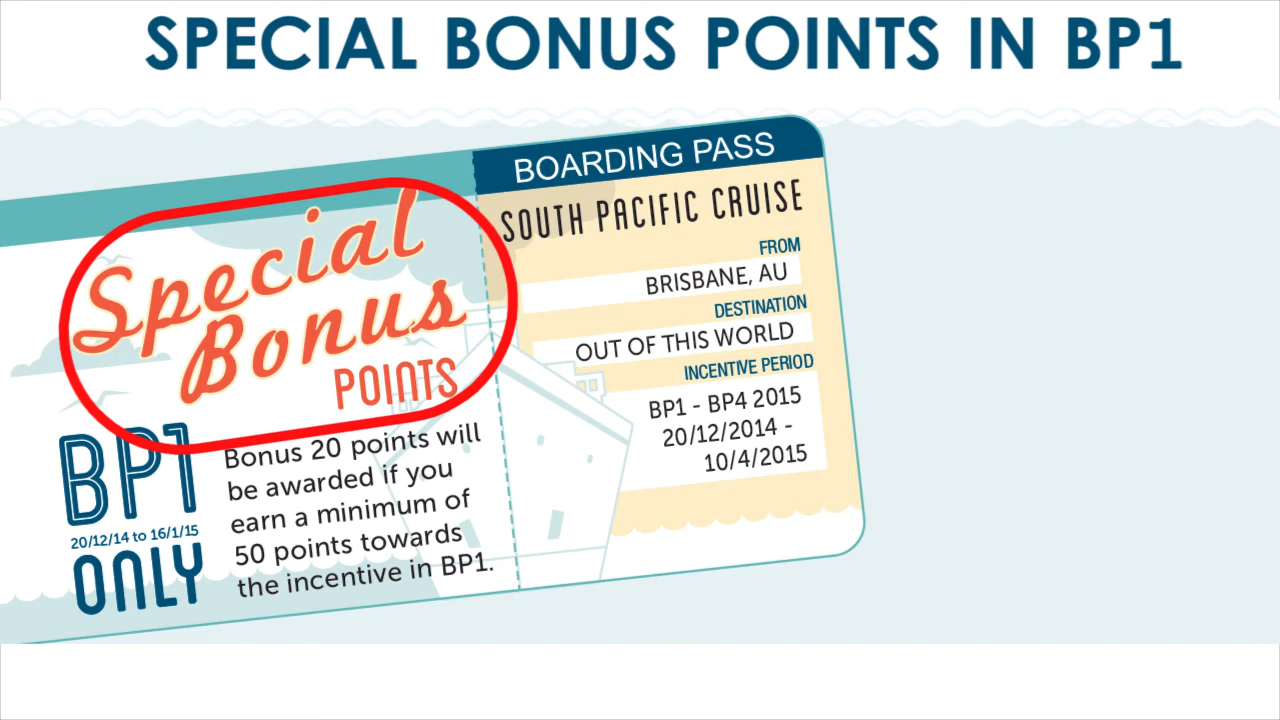 SPECIAL BONUS POINTS IN BP1
Special
Bonus
POINTS
BP1
20/12/14 to 16/1/15
ONLY
Bonus 20 points will
be awarded if you
earn a minimum of
50 points towards
the incentive in BP1.
BOARDING PASS
SOUTH PACIFIC CRUISE
FROM
BRISBANE, AU
DESTINATION
OUT OF THIS WORLD
INCENTIVE PERIOD
BP1 - BP4 2015
20/12/2014 -
10/4/2015